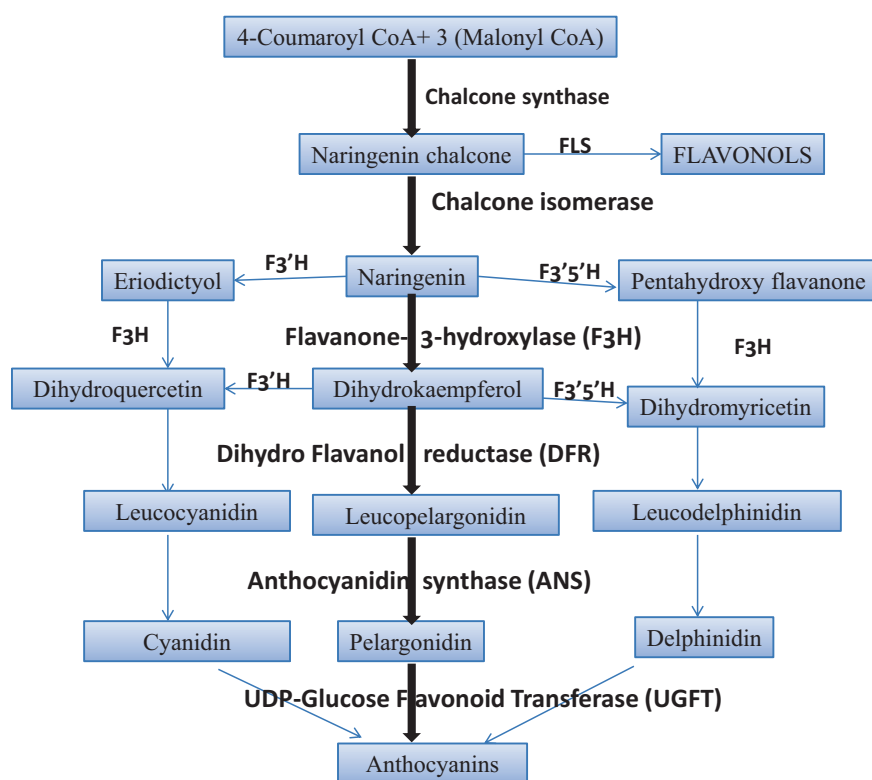 4-Coumaroyl CoA+ 3 (Malonyl CoA)
Chalcone synthase
Naringenin chalcone
FLS
FLAVONOLS
Chalcone isomerase
Eriodictyol
F3'H
Naringenin
F3'5'H
Pentahydroxy flavanone
F3H
Flavanone- 3-hydroxylase (F3H)
F3H
Dihydroquercetin
F3'H
Dihydrokaempferol
F3'5'H
Dihydromyricetin
Dihydro Flavanol reductase (DFR)
Leucocyanidin
Leucopelargonidin
Leucodelphinidin
Anthocyanidin synthase (ANS)
Cyanidin
Pelargonidin
Delphinidin
UDP-Glucose Flavonoid Transferase (UGFT)
Anthocyanins